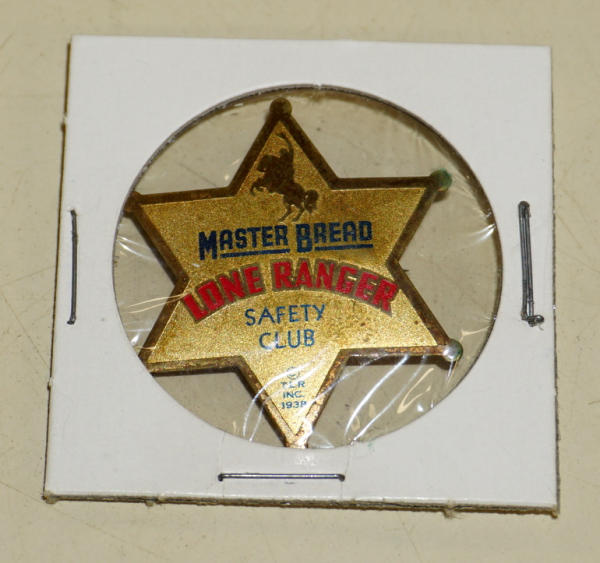 MASTER BREAD
LONE RANGER
SAFETY
CLUB
©
T.L.R
INC.
1938